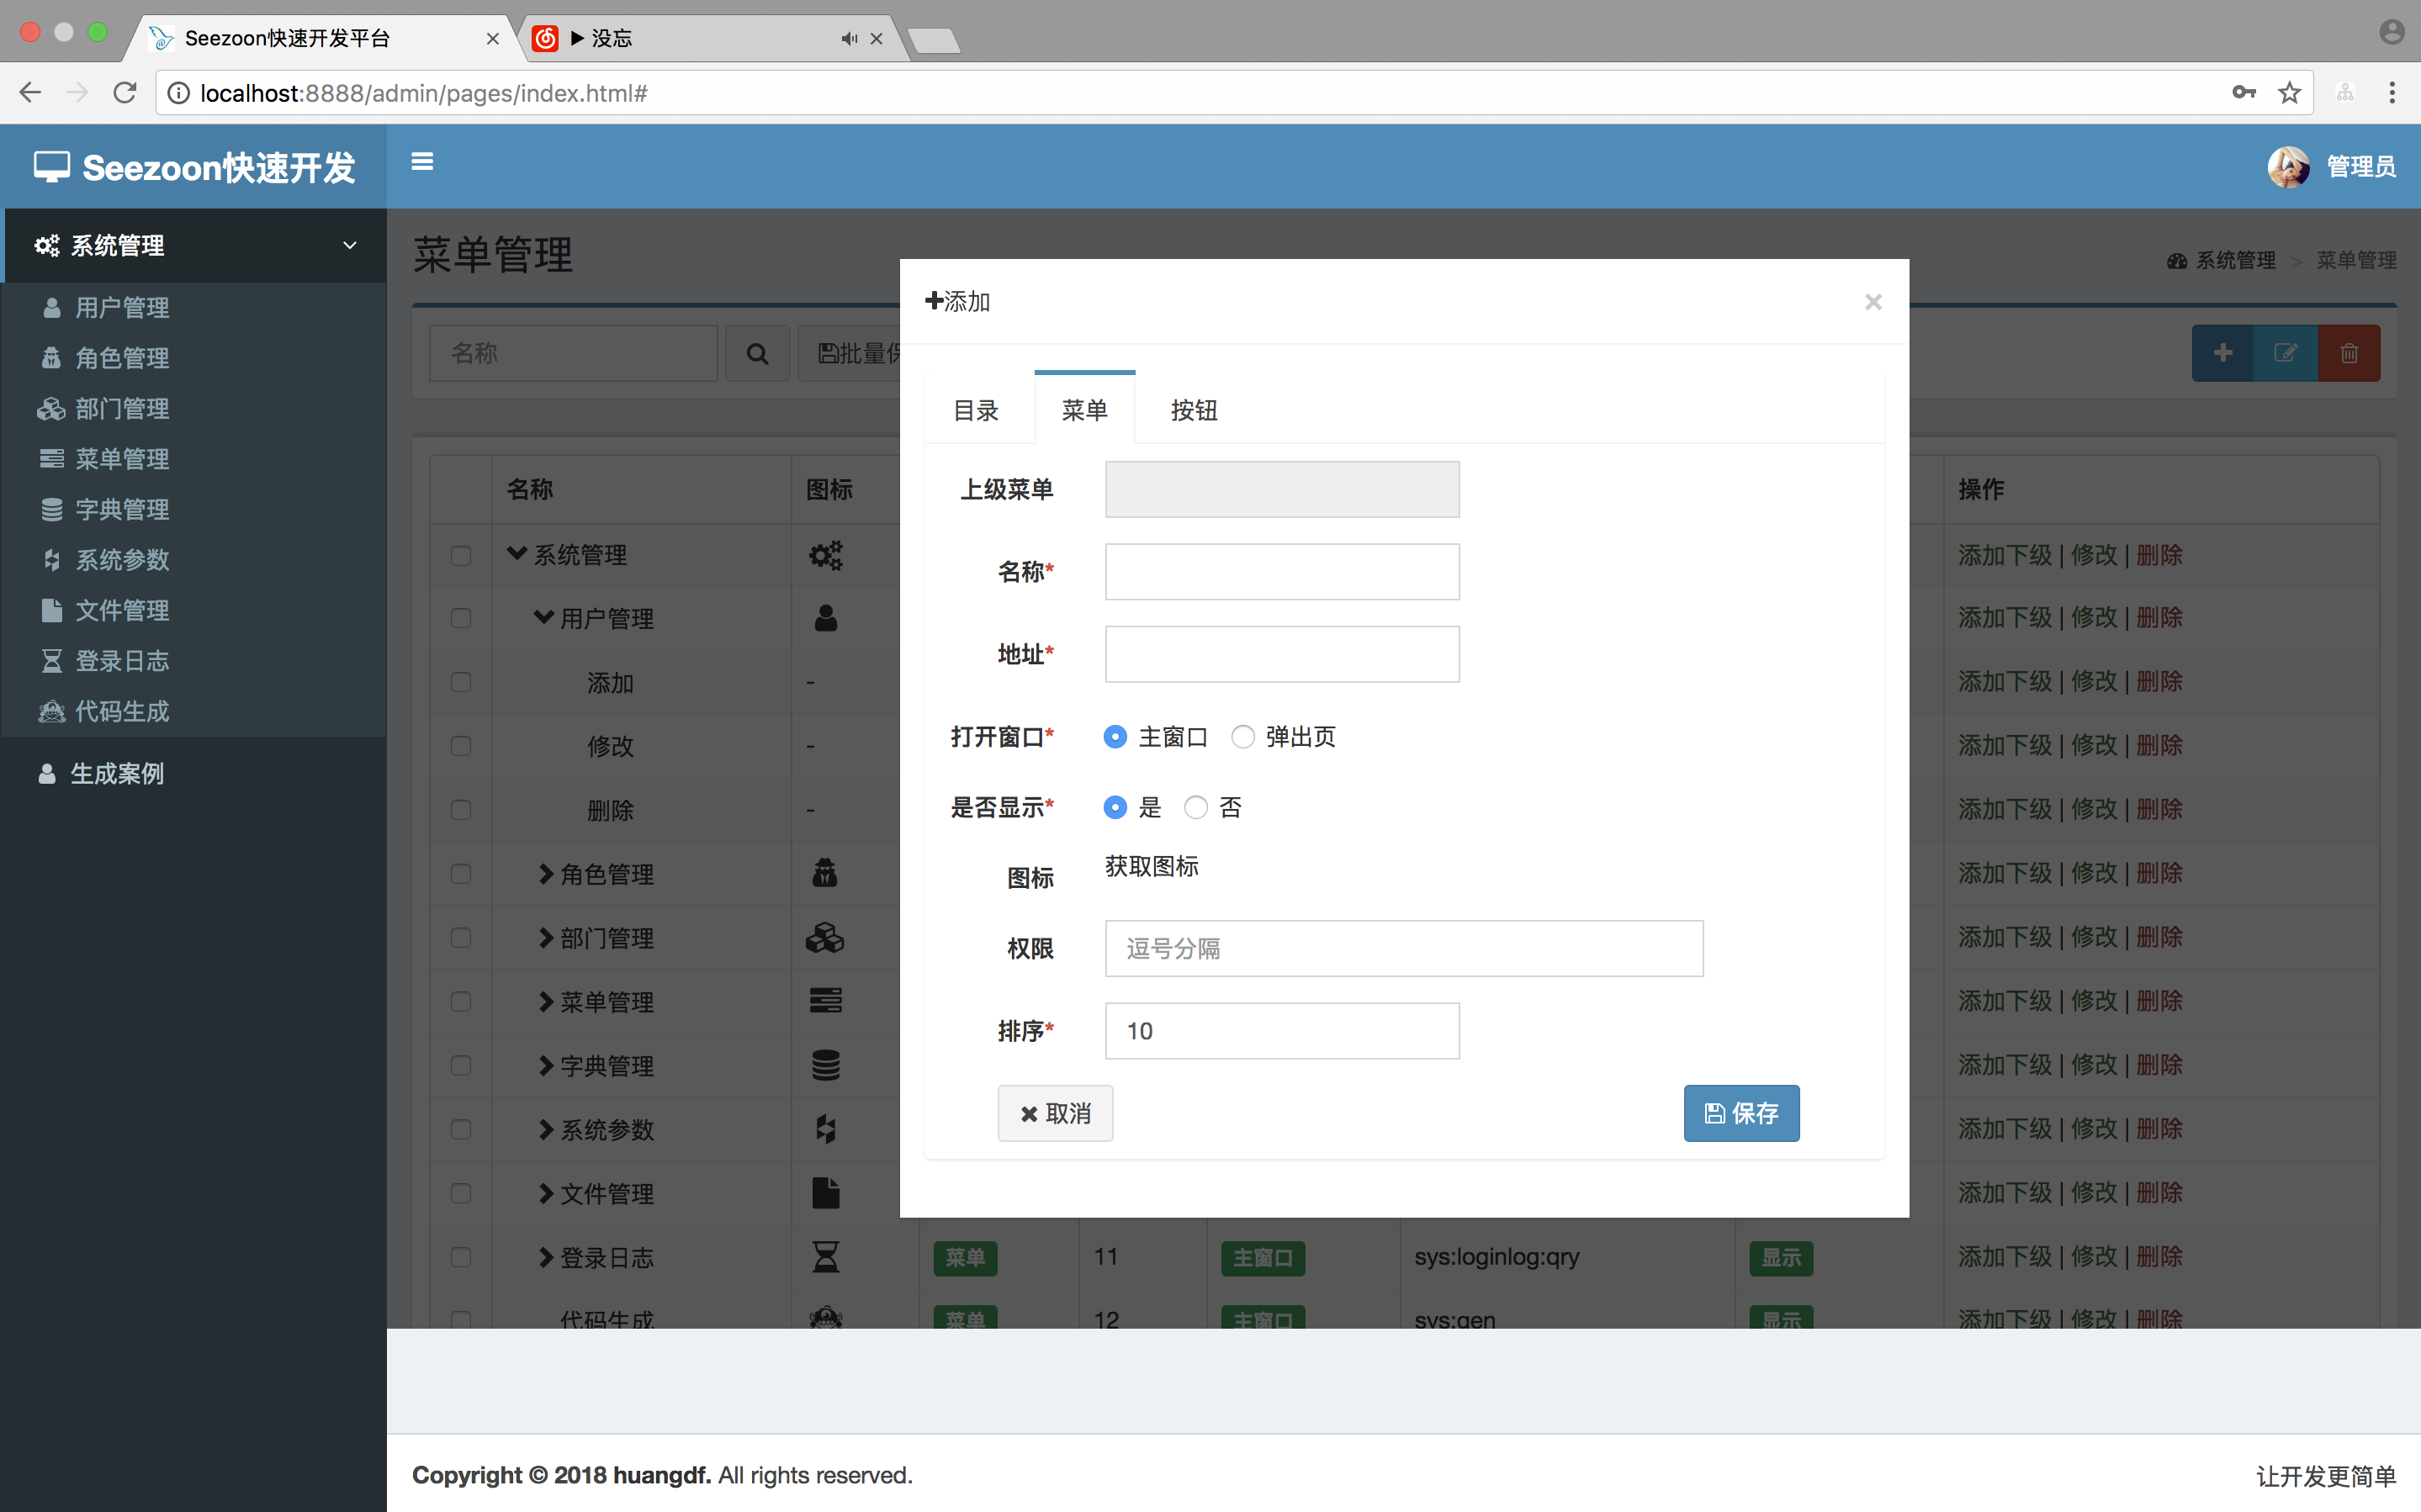 Seezoon快速开发平台
▶ 没忘
localhost:8888/admin/pages/index.html#
Seezoon快速开发
管理员
系统管理
用户管理
角色管理
部门管理
菜单管理
字典管理
系统参数
文件管理
登录日志
代码生成
生成案例
菜单管理
系统管理 > 菜单管理
名称
批量保
名称 图标 操作
系统管理 添加下级 | 修改 | 删除
用户管理 添加下级 | 修改 | 删除
添加 - 添加下级 | 修改 | 删除
修改 - 添加下级 | 修改 | 删除
删除 - 添加下级 | 修改 | 删除
角色管理 添加下级 | 修改 | 删除
部门管理 添加下级 | 修改 | 删除
菜单管理 添加下级 | 修改 | 删除
字典管理 添加下级 | 修改 | 删除
系统参数 添加下级 | 修改 | 删除
文件管理 添加下级 | 修改 | 删除
登录日志 菜单 11 主窗口 sys:loginlog:qry 显示 添加下级 | 修改 | 删除
代码生成 菜单 12 主窗口 sys:gen 显示 添加下级 | 修改 | 删除
添加 ×
目录 菜单 按钮
上级菜单
名称*
地址*
打开窗口* 主窗口 弹出页
是否显示* 是 否
图标 获取图标
权限 逗号分隔
排序* 10
取消 保存
Copyright © 2018 huangdf. All rights reserved.
让开发更简单